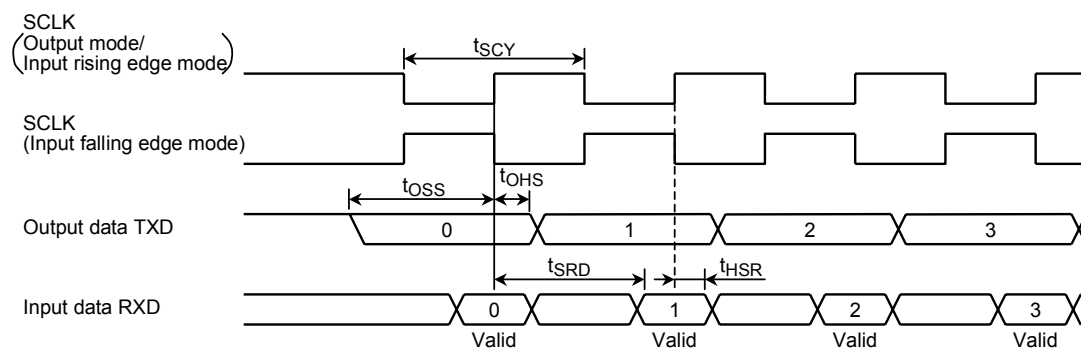 SCLK
(Output mode/
Input rising edge mode)
tSCY
SCLK
(Input falling edge mode)
tOSS
tOHS
Output data TXD
0
1
2
3
tSRD
tHSR
Input data RXD
0
1
2
3
Valid
Valid
Valid
Valid